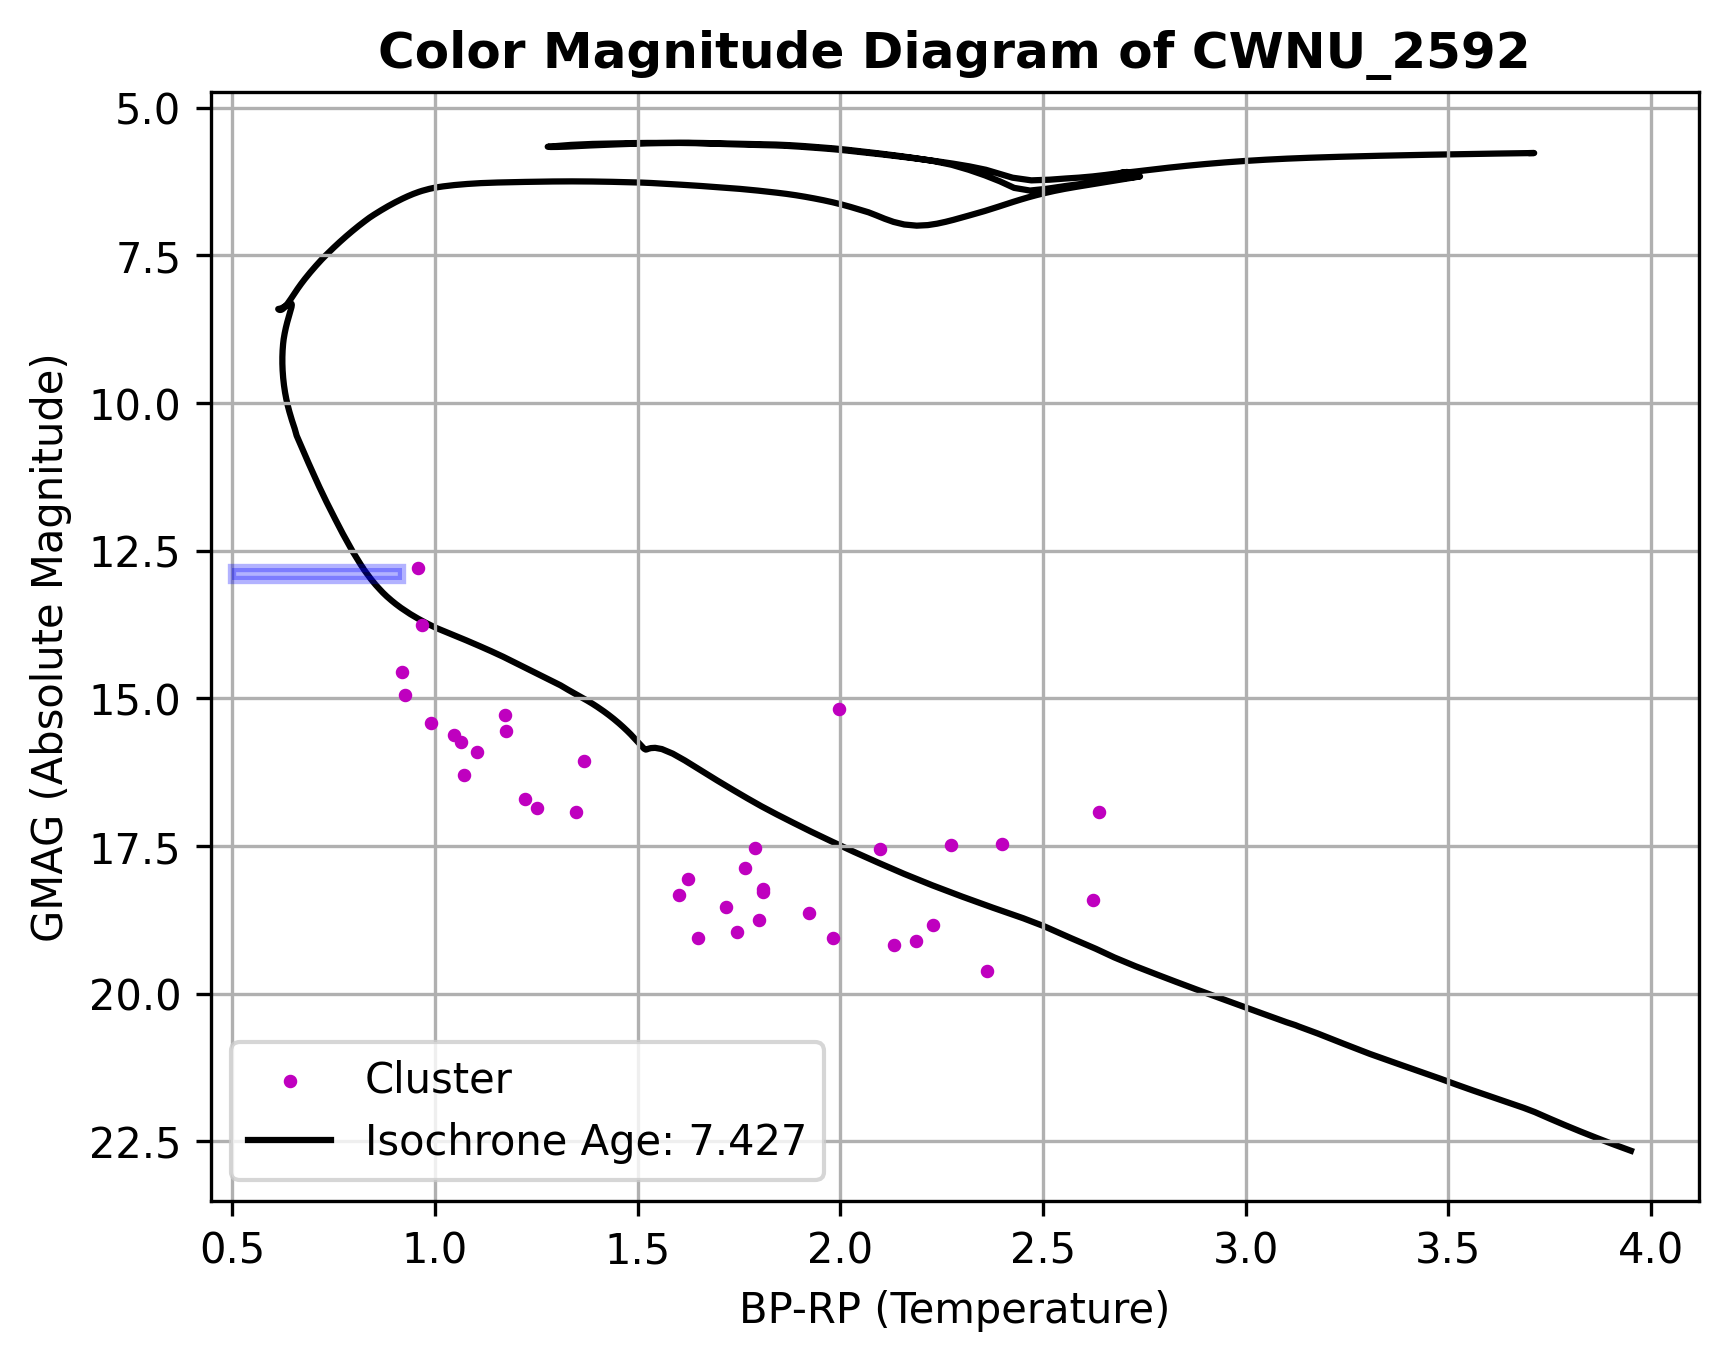 Color Magnitude Diagram of CWNU_2592
GMAG (Absolute Magnitude)
5.0
7.5
10.0
12.5
15.0
17.5
20.0
22.5
Cluster
Isochrone Age: 7.427
0.5 1.0 1.5 2.0 2.5 3.0 3.5 4.0
BP-RP (Temperature)